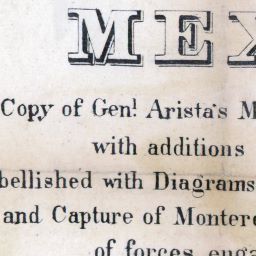 MEX
Copy of Genl. Arista's M
with additions
bellished with Diagrams
and Capture of Montere
of forces enga